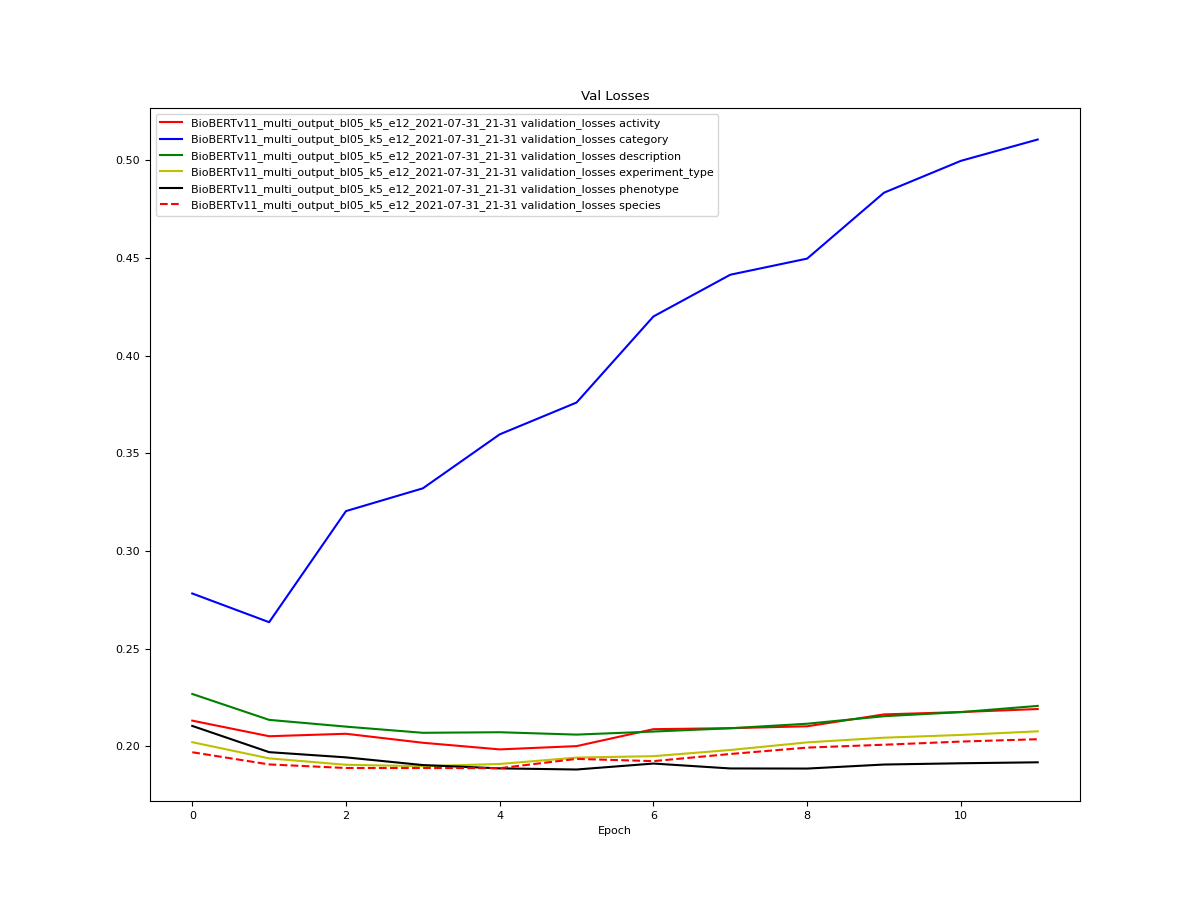 Val Losses
BioBERTv11_multi_output_bl05_k5_e12_2021-07-31_21-31 validation_losses activity
BioBERTv11_multi_output_bl05_k5_e12_2021-07-31_21-31 validation_losses category
BioBERTv11_multi_output_bl05_k5_e12_2021-07-31_21-31 validation_losses description
BioBERTv11_multi_output_bl05_k5_e12_2021-07-31_21-31 validation_losses experiment_type
BioBERTv11_multi_output_bl05_k5_e12_2021-07-31_21-31 validation_losses phenotype
BioBERTv11_multi_output_bl05_k5_e12_2021-07-31_21-31 validation_losses species
0.50
0.45
0.40
0.35
0.30
0.25
0.20
0 2 4 6 8 10
Epoch